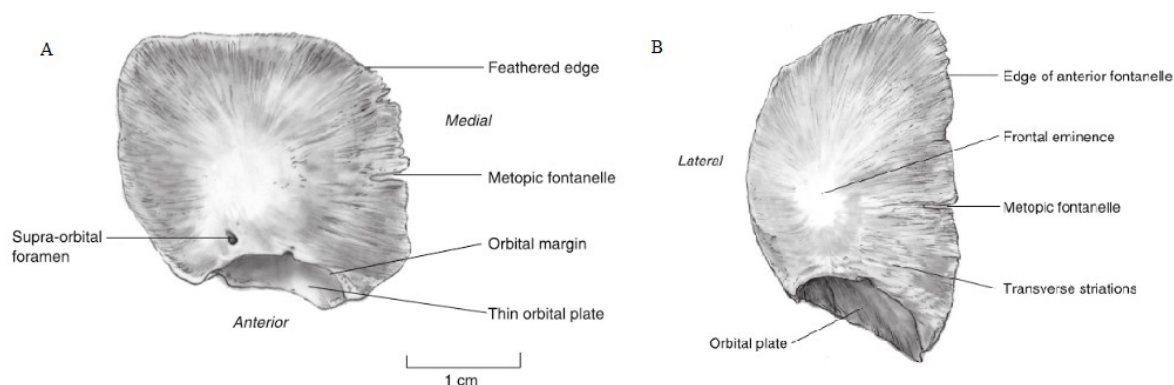 A
Feathered edge
Medial
Metopic fontanelle
Supra-orbital
foramen
Orbital margin
Thin orbital plate
Anterior
1 cm
B
Edge of anterior fontanelle
Frontal eminence
Lateral
Metopic fontanelle
Transverse striations
Orbital plate